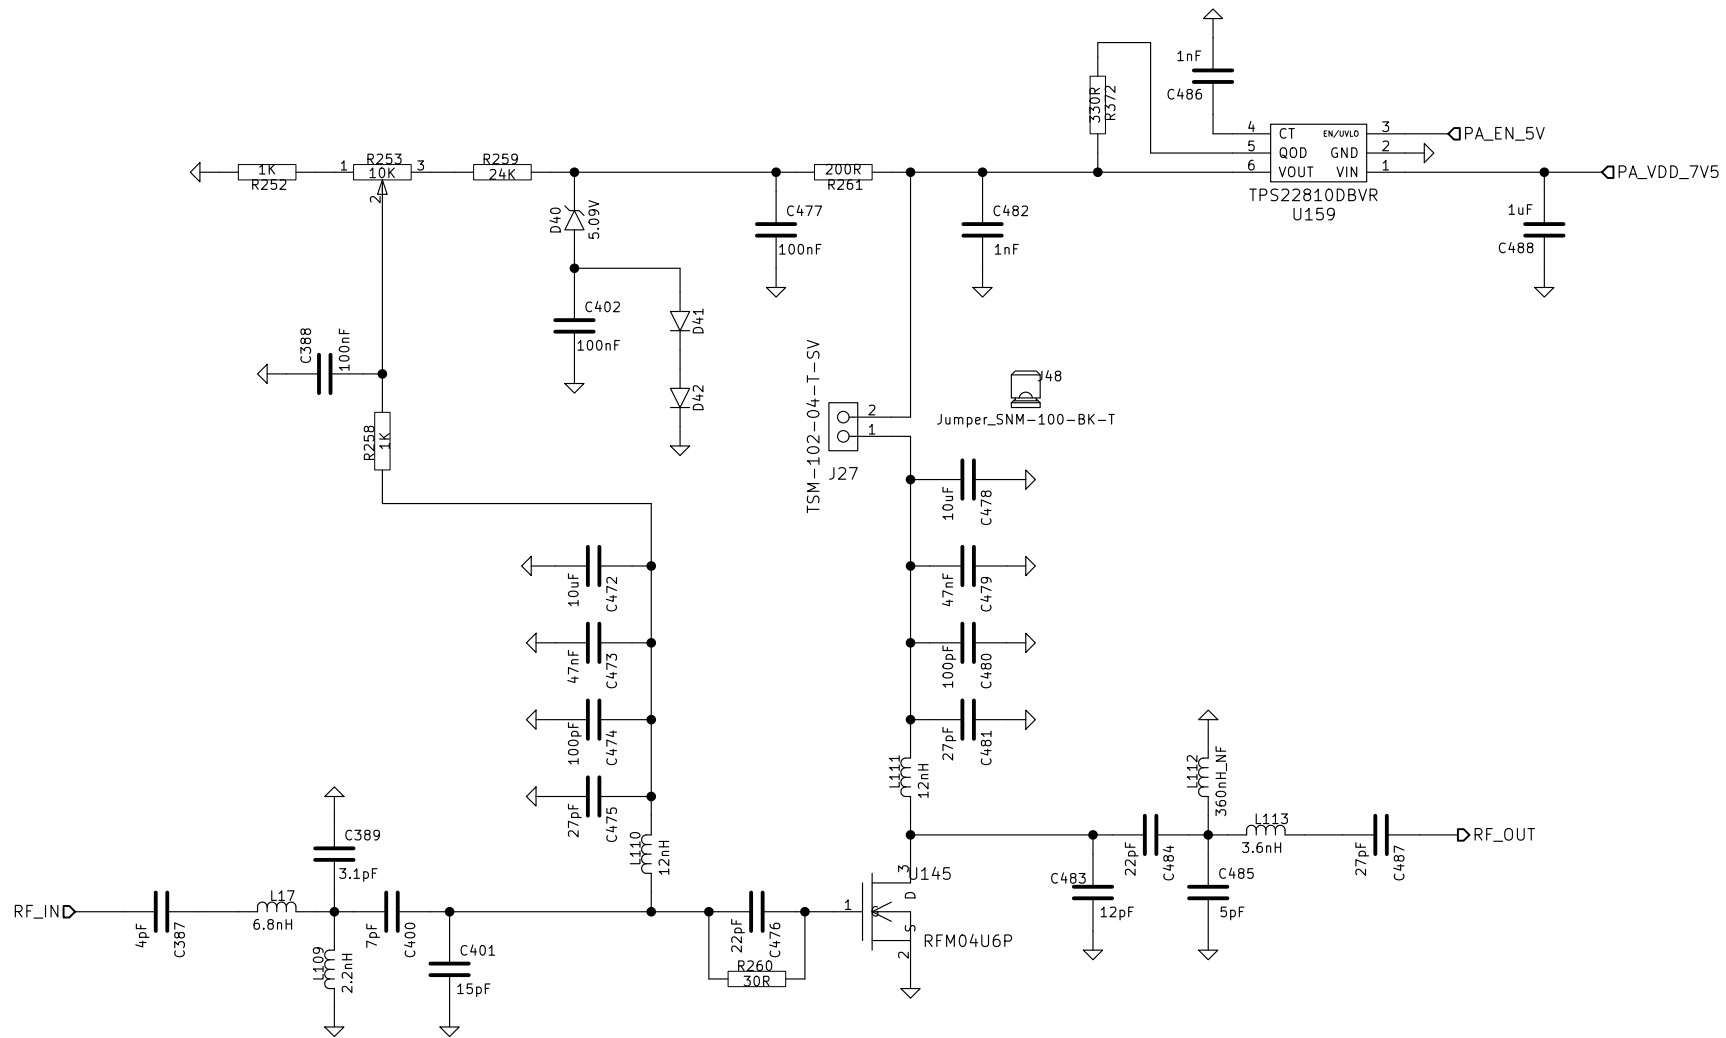 1nF
C486
330R
R372
4
CT
EN/UVLO
3
PA_EN_5V
5
QOD
GND
2
6
VOUT
VIN
1
PA_VDD_7V5
TPS22810DBVR
U159
1K
R252
1
R253
10K
3
2
R259
24K
200R
R261
D40
5.09V
C477
100nF
C482
1nF
1uF
C488
C402
100nF
D41
D42
C388
100nF
R258
1K
TSM-102-04-T-SV
2
1
J27
J48
Jumper_SNM-100-BK-T
10uF
C478
10uF
C472
47nF
C479
47nF
C473
100pF
C480
100pF
C474
27pF
C481
27pF
C475
L111
12nH
L112
360nH_NF
L110
12nH
C389
3.1pF
L113
3.6nH
RF_OUT
22pF
C484
27pF
C487
C483
12pF
C485
5pF
3
U145
D
1
G
S
2
RFM04U6P
RF_IN
4pF
C387
L17
6.8nH
7pF
C400
L109
2.2nH
C401
15pF
22pF
C476
R260
30R